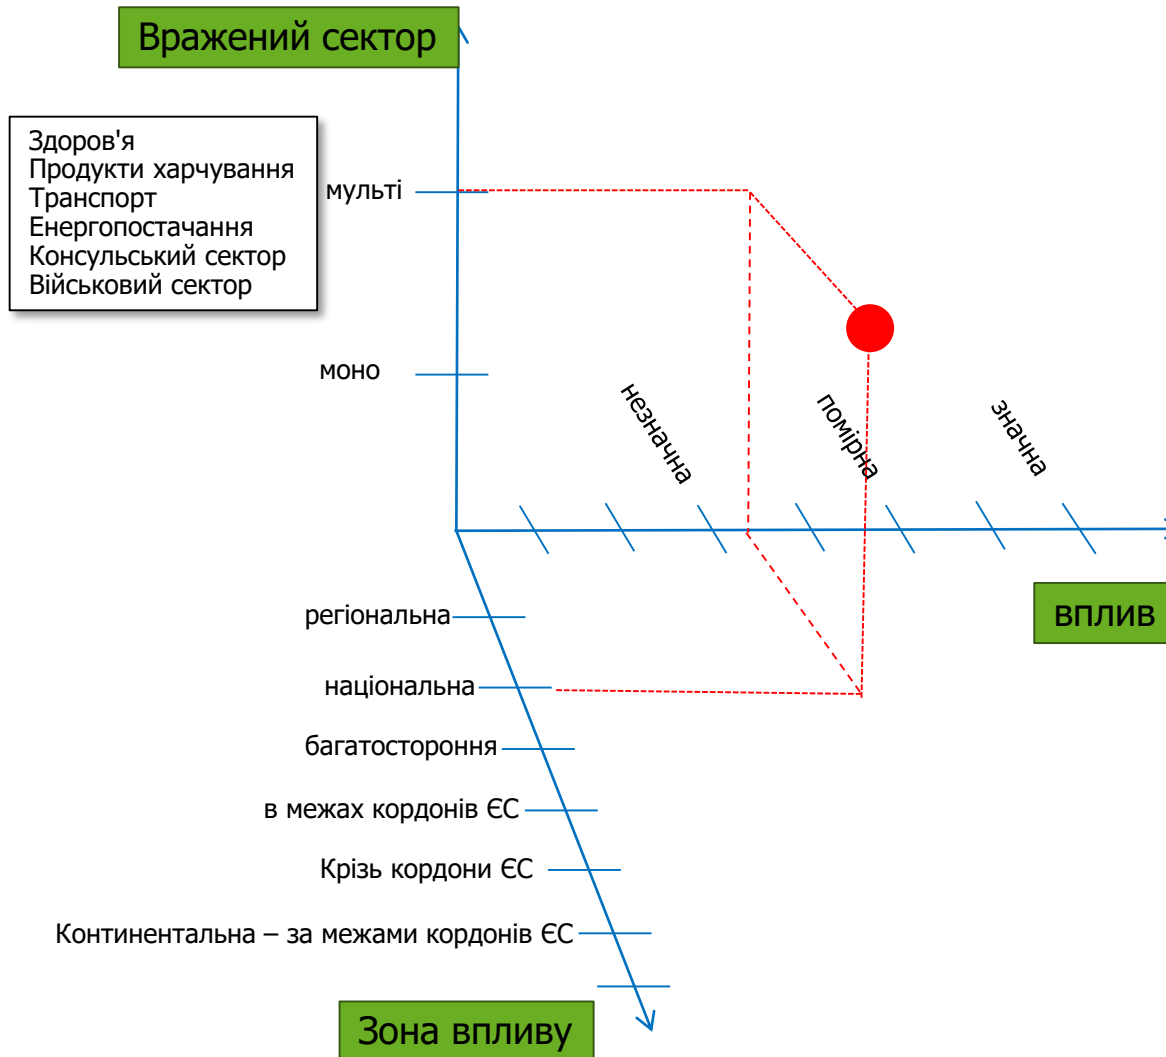 Вражений сектор
Здоров'я
Продукти харчування
Транспорт
Енергопостачання
Консульський сектор
Військовий сектор
мульті
моно
незначна
помірна
значна
вплив
регіональна
національна
багатостороння
в межах кордонів ЄС
Крізь кордони ЄС
Континентальна – за межами кордонів ЄС
Зона впливу